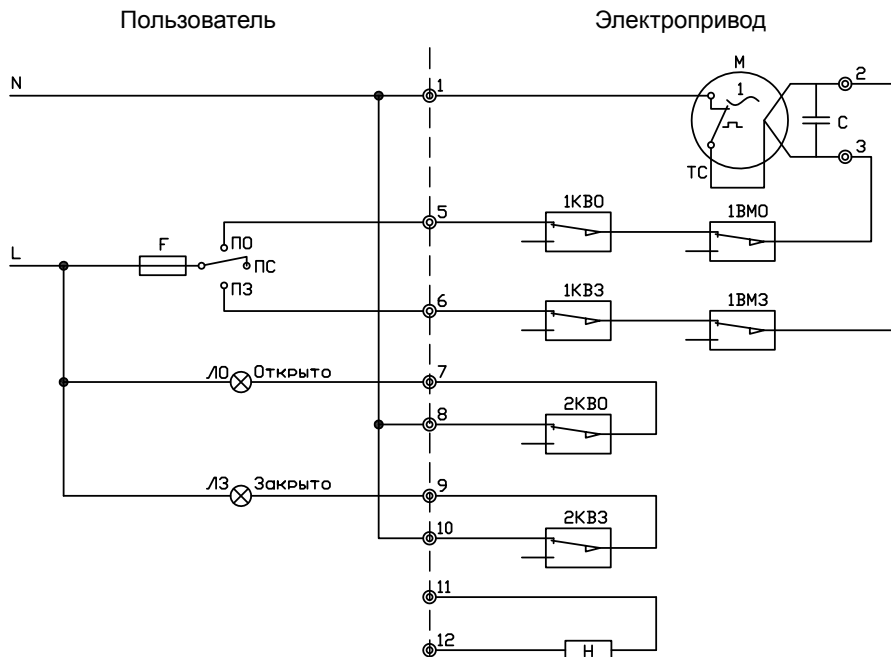 Пользователь
Электропривод
N
1
M
2
1
C
3
ТС
5
1КВО
1ВМО
L
F
ПО
ПС
ПЗ
6
1КВЗ
1ВМЗ
ЛО
Открыто
7
8
2КВО
ЛЗ
Закрыто
9
10
2КВЗ
11
12
Н